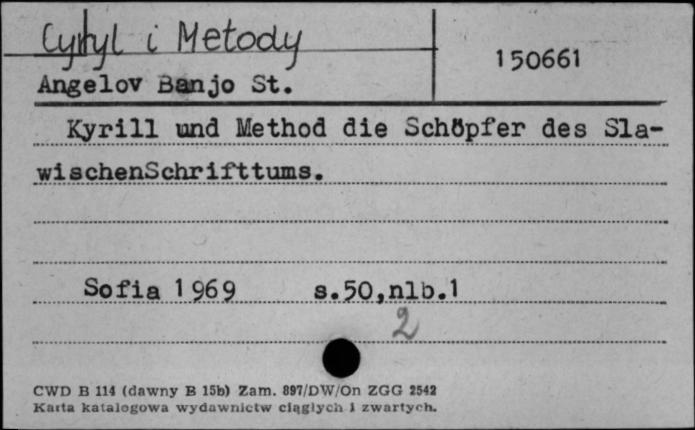 Cyryl i Metody
150661
Angelov Banjo St.
Kyrill und Method die Schöpfer des Sla-
wischenSchrifttums.
Sofia 1969 s.50,nlb.1
2
CWD B 114 (dawny B 15b) Zam. 897/DW/On ZGG 2542
Karta katalogowa wydawnictw ciągłych i zwartych.